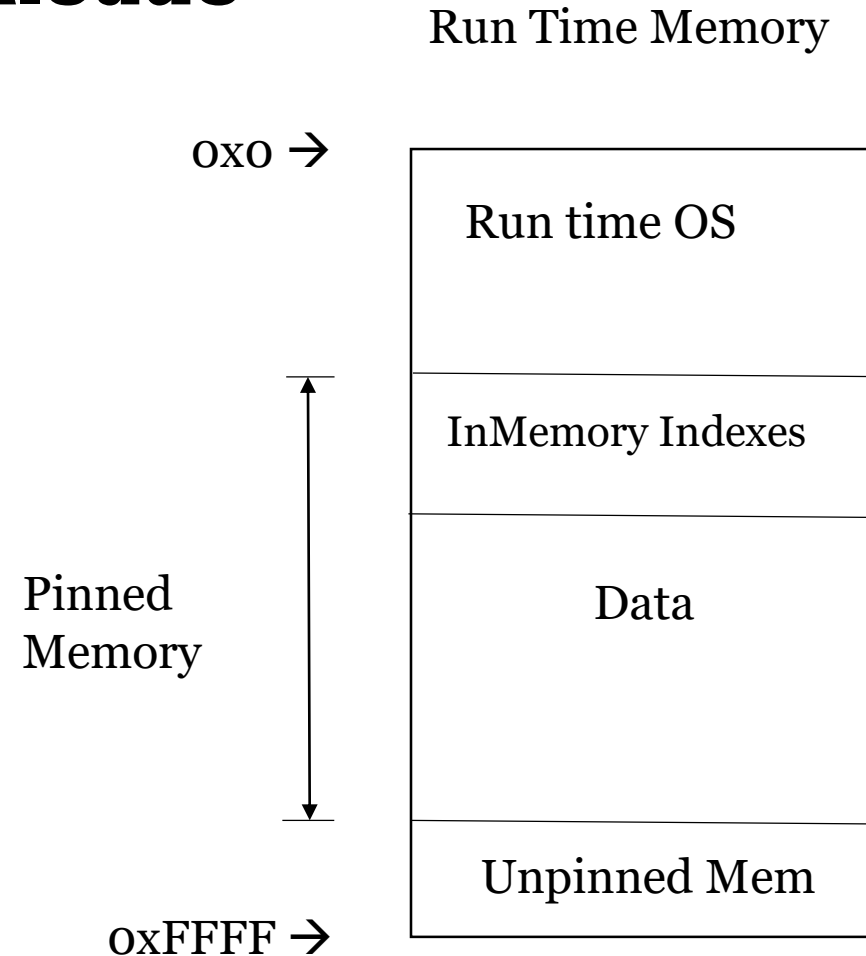 Run Time Memory
0x0 →
Run time OS
InMemory Indexes
Pinned
Memory
Data
Unpinned Mem
0xFFFF →